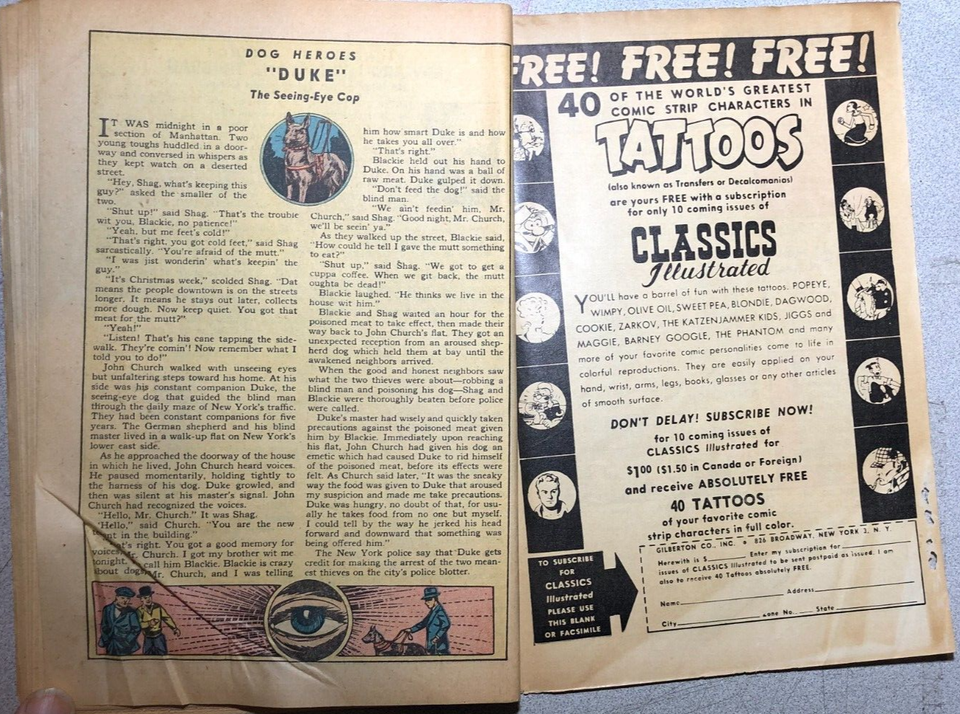 DOG HEROES
"DUKE"
The Seeing-Eye Cop
IT WAS midnight in a poor
section of Manhattan. Two
young toughs huddled in a door-
way and conversed in whispers as
they kept watch on a deserted
street.
"Hey, Shag, what's keeping this
guy?" asked the smaller of the
two.
"Shut up!" said Shag. "That's the trouble
wit you, Blackie, no patience!"
"Yeah, but me feet's cold!"
"That's right, you got cold feet," said Shag
sarcastically. "You're afraid of the mutt."
"I was jist wonderin' what's keepin' the
guy."
"It's Christmas week," scolded Shag. "Dat
means the people downtown is on the streets
longer. It means he stays out later, collects
more dough. Now keep quiet. You got that
meat for the mutt?"
"Yeah!"
"Listen! That's his cane tapping the side-
walk. They're comin'! Now remember what I
told you to do!"
John Church walked with unseeing eyes
but unfaltering steps toward his home. At his
side was his constant companion Duke, the
seeing-eye dog that guided the blind man
through the daily maze of New York's traffic.
They had been constant companions for five
years. The German shepherd and his blind
master lived in a walk-up flat on New York's
lower east side.
As he approached the doorway of the house
in which he lived, John Church heard voices.
He paused momentarily, holding tightly to
the harness of his dog. Duke growled, and
then was silent at his master's signal. John
Church had recognized the voices.
"Hello, Mr. Church." It was Shag.
"Hello," said Church. "You are the new
in the building."
right. You got a good memory for
voices, Mr. Church. I got my brother wit me
tonight. call him Blackie. Blackie is crazy
about dogs, Mr. Church, and I was telling
him how smart Duke is and how
he takes you all over."
"That's right."
Blackie held out his hand to
Duke. On his hand was a ball of
raw meat. Duke gulped it down.
"Don't feed the dog!" said the
blind man.
"We ain't feedin' him, Mr.
Church," said Shag. "Good night, Mr. Church,
we'll be seein' ya."
As they walked up the street, Blackie said,
"How could he tell I gave the mutt something
to eat?"
"Shut up," said Shag. "We got to get a
cuppa coffee. When we git back, the mutt
oughta be dead!"
Blackie laughed. "He thinks we live in the
house wit him."
Blackie and Shag waited an hour for the
poisoned meat to take effect, then made their
way back to John Church's flat. They got an
unexpected reception from an aroused shep-
herd dog which held them at bay until the
awakened neighbors arrived.
When the good and honest neighbors saw
what the two thieves were about—robbing a
blind man and poisoning his dog—Shag and
Blackie were thoroughly beaten before police
were called.
Duke's master had wisely and quickly taken
precautions against the poisoned meat given
him by Blackie. Immediately upon reaching
his flat, John Church had given his dog an
emetic which had caused Duke to rid himself
of the poisoned meat, before its effects were
felt. As Church said later, "It was the sneaky
way the food was given to Duke that aroused
my suspicion and made me take precautions.
Duke was hungry, no doubt of that, for usu-
ally he takes food from no one but myself.
I could tell by the way he jerked his head
forward and downward that something was
being offered him."
The New York police say that Duke gets
credit for making the arrest of the two mean-
est thieves on the city's police blotter.
FREE! FREE! FREE!
40 OF THE WORLD'S GREATEST
COMIC STRIP CHARACTERS IN
TATTOOS
(also known as Transfers or Decalcomanias)
are yours FREE with a subscription
for only 10 coming issues of
CLASSICS
Illustrated
YOU'LL have a barrel of fun with these tattoos. POPEYE,
WIMPY, OLIVE OIL, SWEET PEA, BLONDIE, DAGWOOD,
COOKIE, ZARKOV, THE KATZENJAMMER KIDS, JIGGS and
MAGGIE, BARNEY GOOGLE, THE PHANTOM and many
more of your favorite comic personalities come to life in
colorful reproductions. They are easily applied on your
hand, wrist, arms, legs, books, glasses or any other articles
of smooth surface.
DON'T DELAY! SUBSCRIBE NOW!
for 10 coming issues of
CLASSICS Illustrated for
$1.00 ($1.50 in Canada or Foreign)
and receive ABSOLUTELY FREE
40 TATTOOS
of your favorite comic
strip characters in full color.
TO SUBSCRIBE
FOR
CLASSICS
Illustrated
PLEASE USE
THIS BLANK
OR FACSIMILE
GILBERTON CO., INC. • 826 BROADWAY, NEW YORK 3, N. Y.
Herewith is $ Enter my subscription for
issues of CLASSICS Illustrated to be sent postpaid as issued. I am
also to receive 40 Tattoos absolutely FREE.
Name Address
City Zone No. State